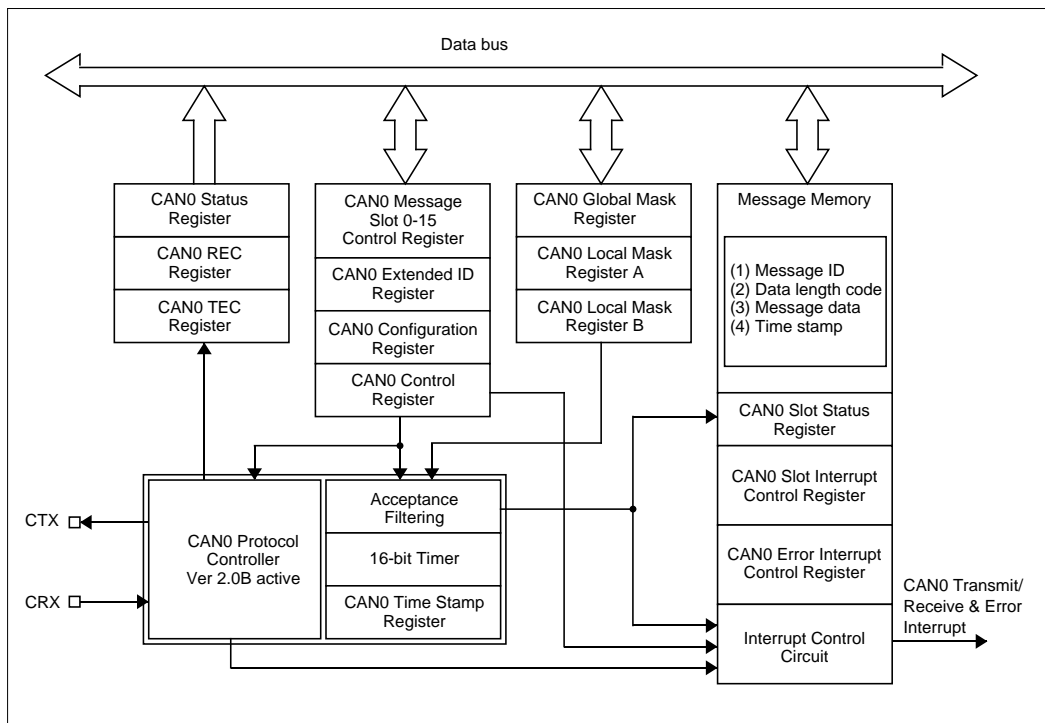 Data bus
CAN0 Status
Register
CAN0 REC
Register
CAN0 TEC
Register
CAN0 Message
Slot 0-15
Control Register
CAN0 Extended ID
Register
CAN0 Configuration
Register
CAN0 Control
Register
CAN0 Global Mask
Register
CAN0 Local Mask
Register A
CAN0 Local Mask
Register B
Message Memory
(1) Message ID
(2) Data length code
(3) Message data
(4) Time stamp
CAN0 Slot Status
Register
CAN0 Slot Interrupt
Control Register
CAN0 Error Interrupt
Control Register
Interrupt Control
Circuit
CTX
CRX
CAN0 Protocol
Controller
Ver 2.0B active
Acceptance
Filtering
16-bit Timer
CAN0 Time Stamp
Register
CAN0 Transmit/
Receive & Error
Interrupt